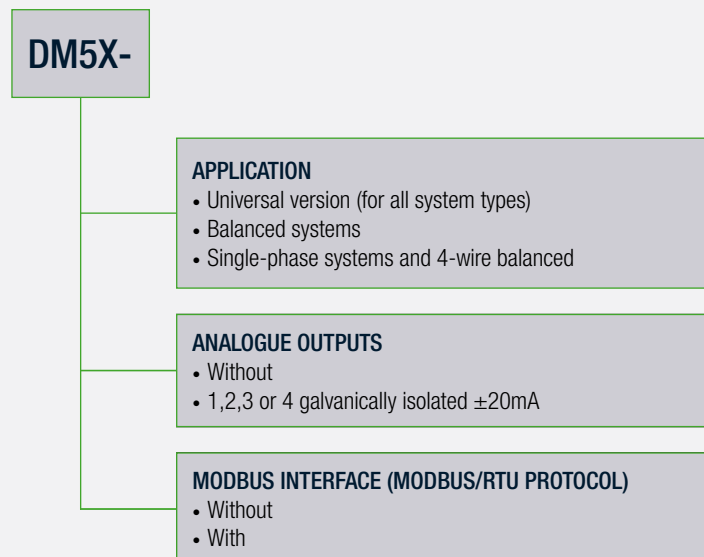 DM5X-
APPLICATION
• Universal version (for all system types)
• Balanced systems
• Single-phase systems and 4-wire balanced
ANALOGUE OUTPUTS
• Without
• 1,2,3 or 4 galvanically isolated ±20mA
MODBUS INTERFACE (MODBUS/RTU PROTOCOL)
• Without
• With